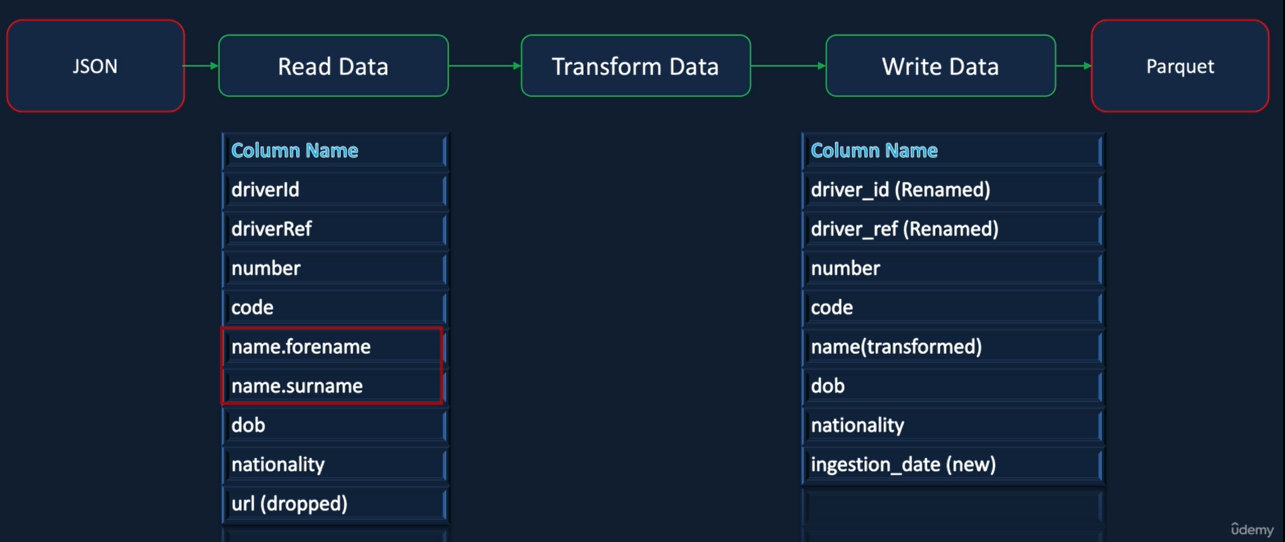 JSON
Read Data
Transform Data
Write Data
Parquet
Column Name
driverId
driverRef
number
code
name.forename
name.surname
dob
nationality
url (dropped)
Column Name
driver_id (Renamed)
driver_ref (Renamed)
number
code
name(transformed)
dob
nationality
ingestion_date (new)
ûdemy